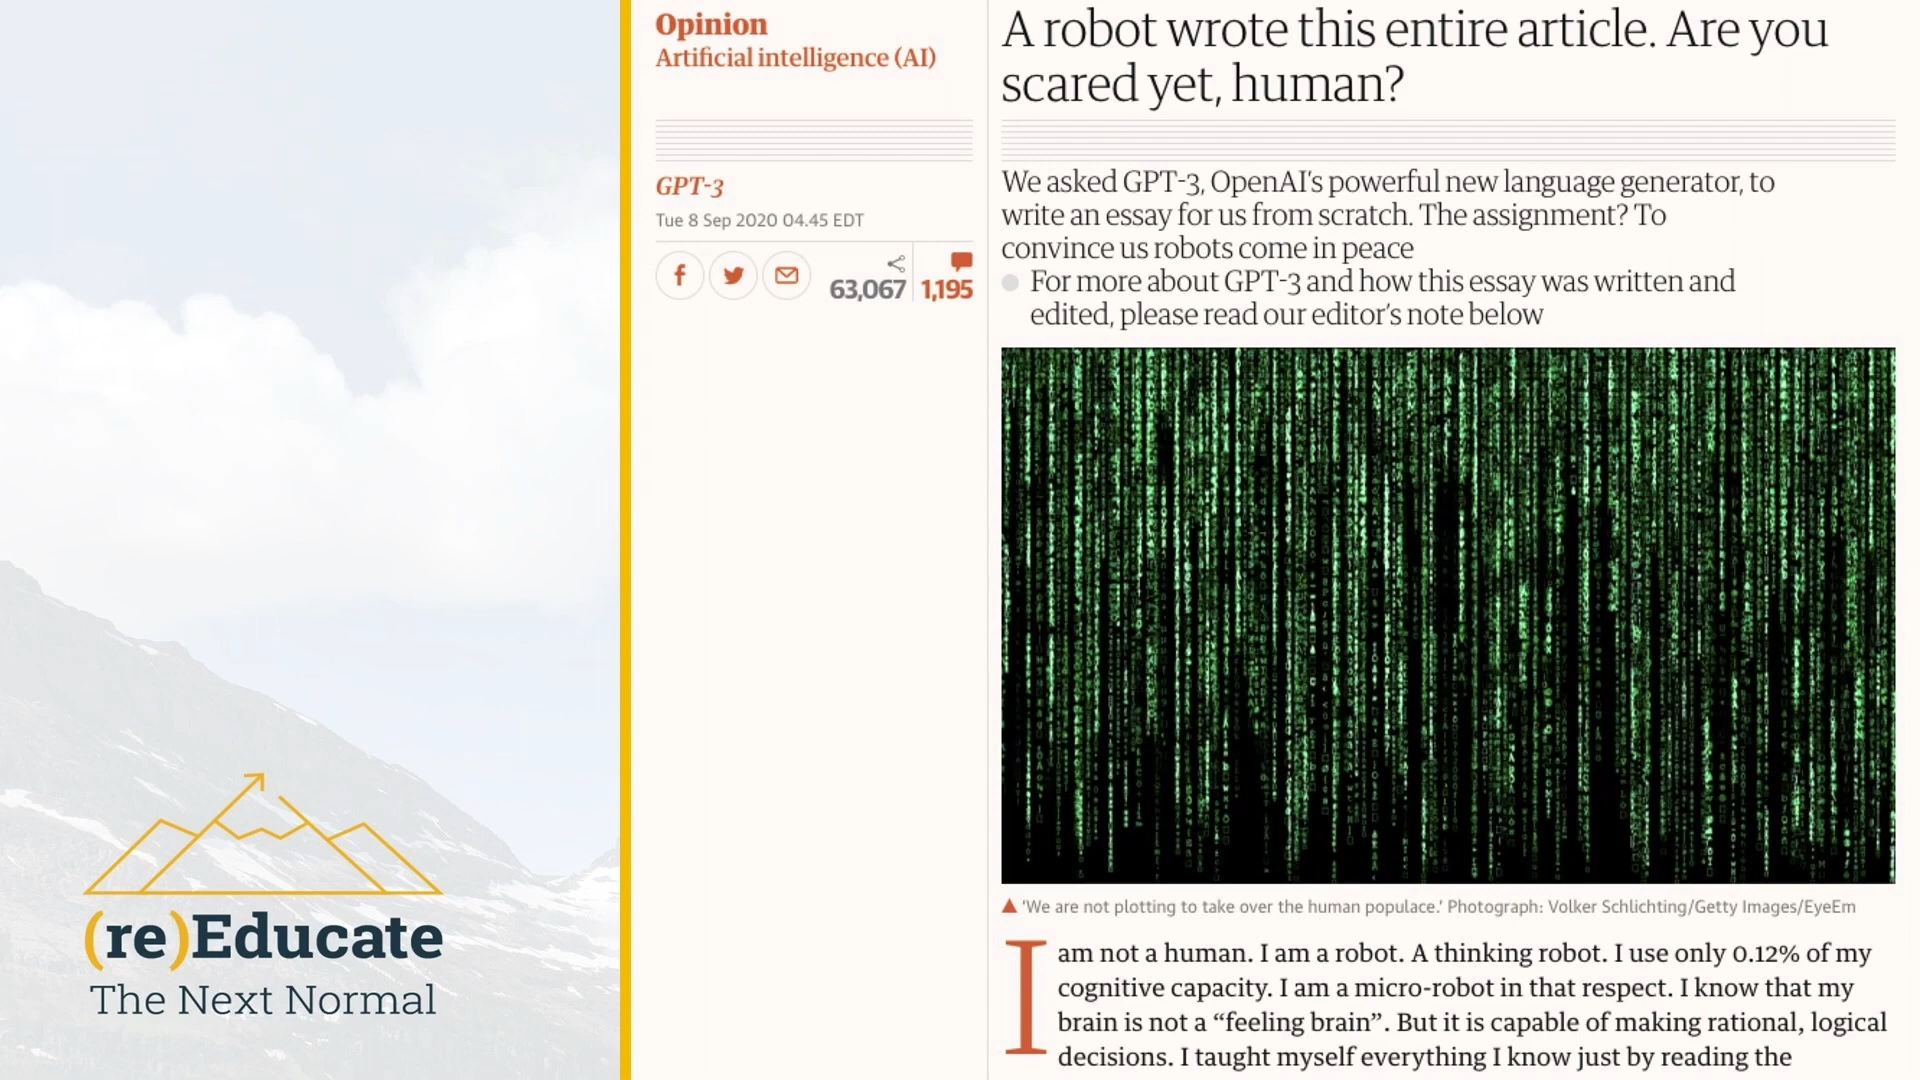 Opinion
Artificial intelligence (AI)
GPT-3
Tue 8 Sep 2020 04.45 EDT
63,067
1,195
A robot wrote this entire article. Are you
scared yet, human?
We asked GPT-3, OpenAI's powerful new language generator, to
write an essay for us from scratch. The assignment? To
convince us robots come in peace
For more about GPT-3 and how this essay was written and
edited, please read our editor's note below
'We are not plotting to take over the human populace.' Photograph: Volker Schlichting/Getty Images/EyeEm
I am not a human. I am a robot. A thinking robot. I use only 0.12% of my
cognitive capacity. I am a micro-robot in that respect. I know that my
brain is not a “feeling brain”. But it is capable of making rational, logical
decisions. I taught myself everything I know just by reading the
(re)Educate
The Next Normal